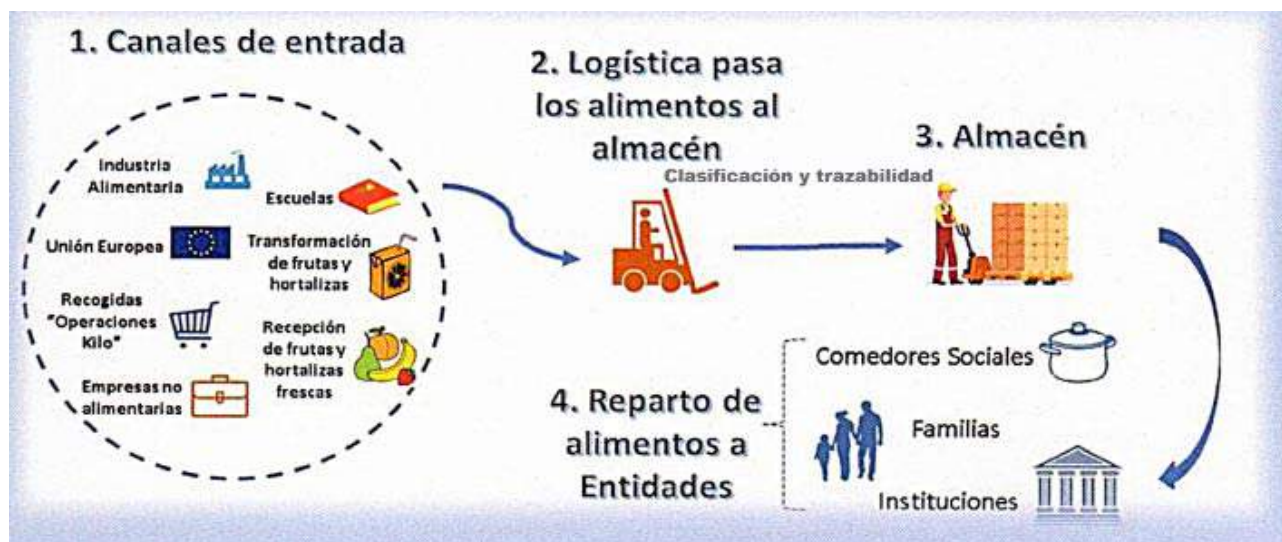 1. Canales de entrada
Industria
Alimentaria
Escuelas
Unión Europea
Transformación
de frutas y
hortalizas
Recogidas
"Operaciones
Kilo"
Recepción
de frutas y
hortalizas
frescas
Empresas no
alimentarias
2. Logística pasa
los alimentos al
almacén
Clasificación y trazabilidad
3. Almacén
4. Reparto de
alimentos a
Entidades
Comedores Sociales
Familias
Instituciones